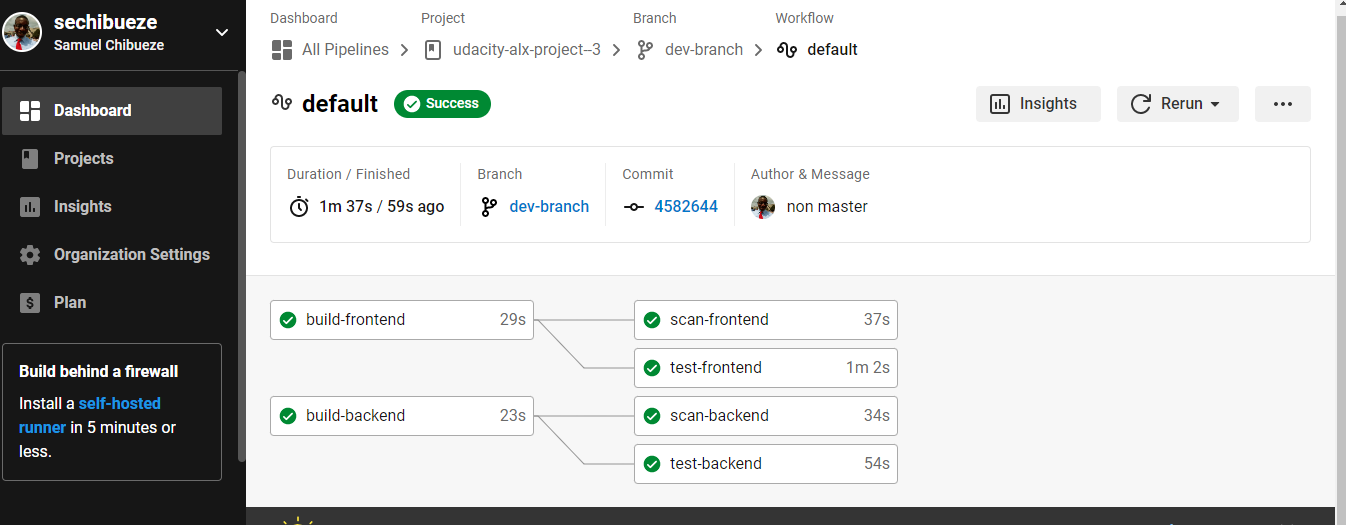 sechibueze
Samuel Chibueze
Dashboard
Projects
Insights
Organization Settings
Plan
Build behind a firewall
Install a self-hosted
runner in 5 minutes or
less.
Dashboard Project Branch Workflow
All Pipelines udacity-alx-project--3 dev-branch default
default Success Insights Rerun
Duration / Finished Branch Commit Author & Message
1m 37s / 59s ago dev-branch 4582644 non master
build-frontend 29s scan-frontend 37s
test-frontend 1m 2s
build-backend 23s scan-backend 34s
test-backend 54s